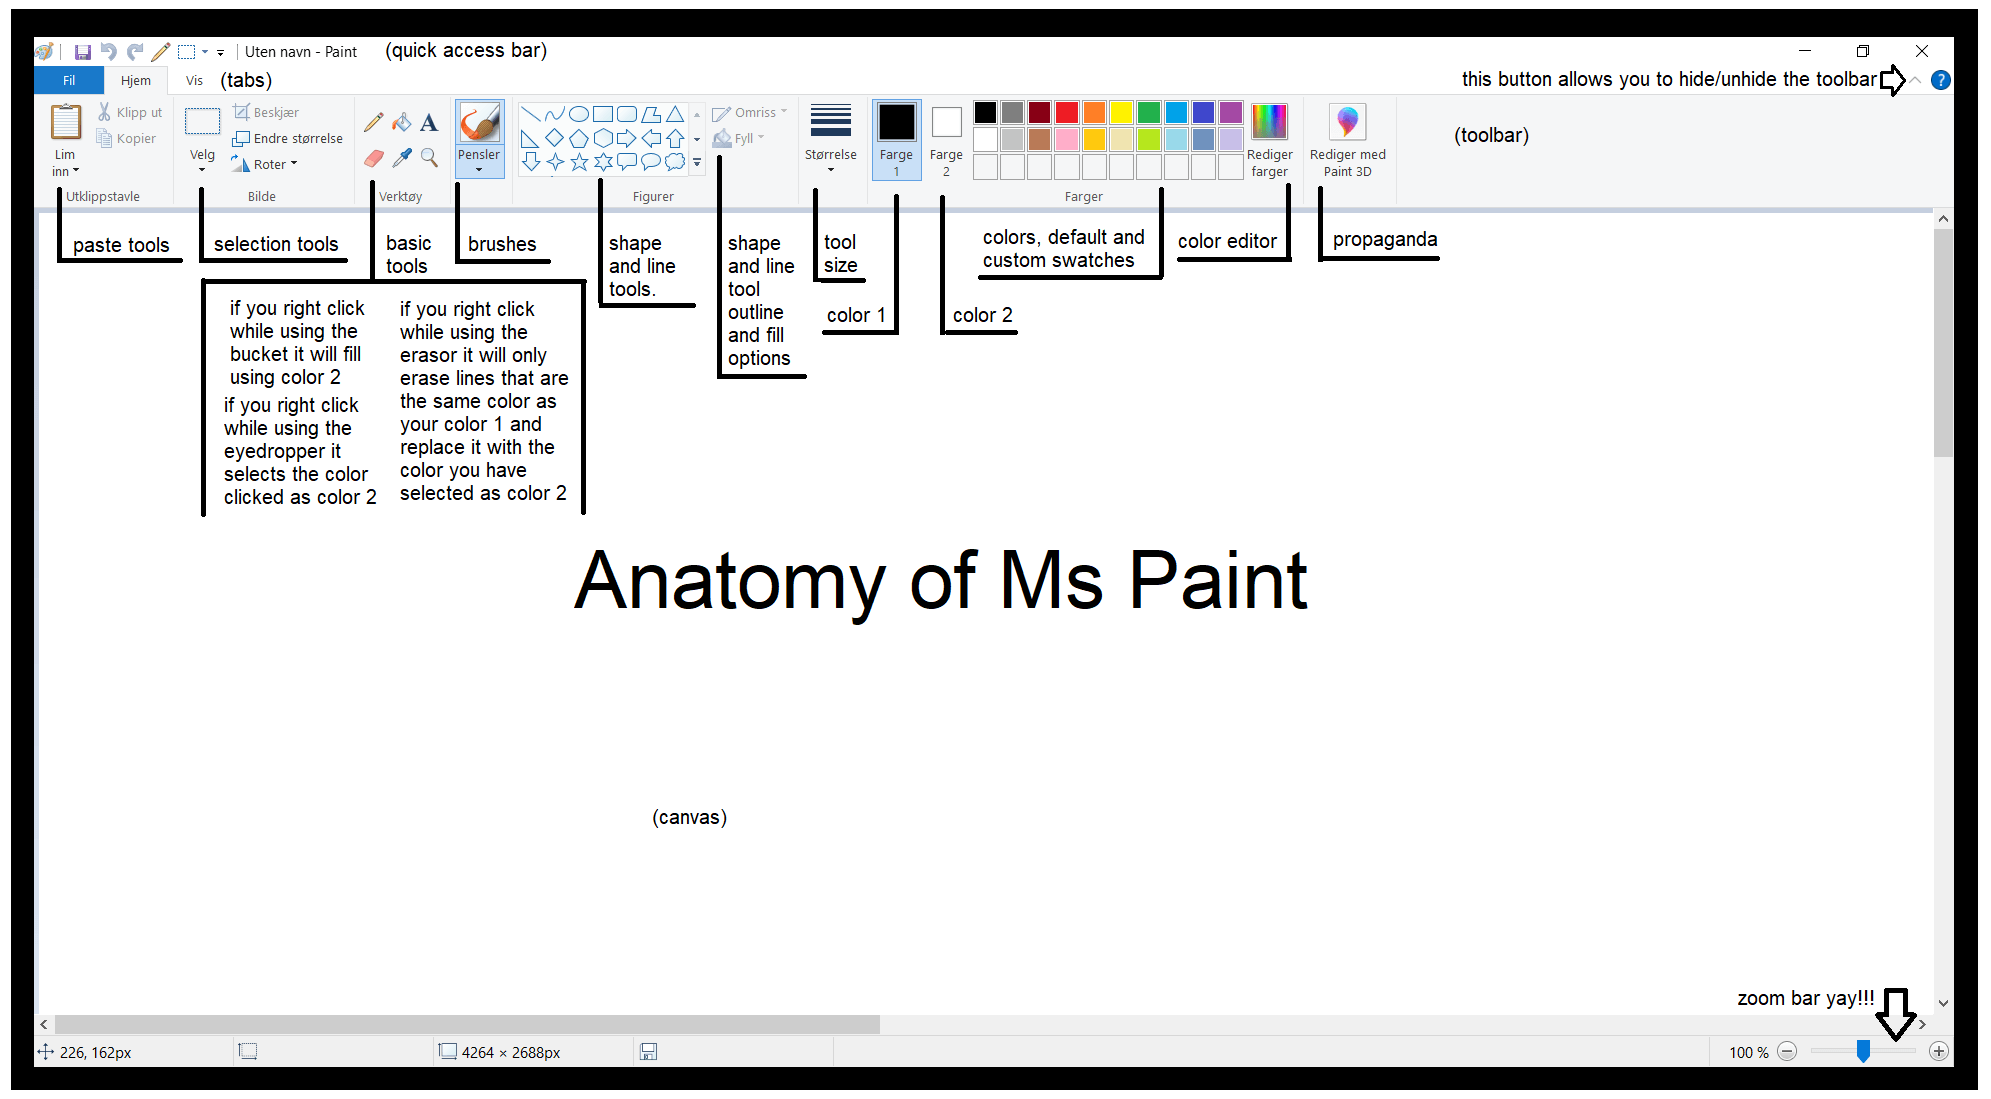 Uten navn - Paint (quick access bar)
Fil Hjem Vis (tabs) this button allows you to hide/unhide the toolbar ?
Lim
inn
Klipp ut
Kopier
Utklippstavle
Velg
Beskjær
Endre størrelse
Roter
Bilde
A
Verktøy
Pensler
Figurer
Omriss
Fyll
Størrelse
Farge
1
Farge
2
Farger
Rediger
farger
Rediger med
Paint 3D
(toolbar)
paste tools
selection tools
basic
tools
brushes
shape
and line
tools.
shape
and line
tool
outline
and fill
options
tool
size
color 1
color 2
colors, default and
custom swatches
color editor
propaganda
if you right click
while using the
bucket it will fill
using color 2
if you right click
while using the
eyedropper it
selects the color
clicked as color 2
if you right click
while using the
erasor it will only
erase lines that are
the same color as
your color 1 and
replace it with the
color you have
selected as color 2
Anatomy of Ms Paint
(canvas)
zoom bar yay!!!
226, 162px
4264 × 2688px
100 %